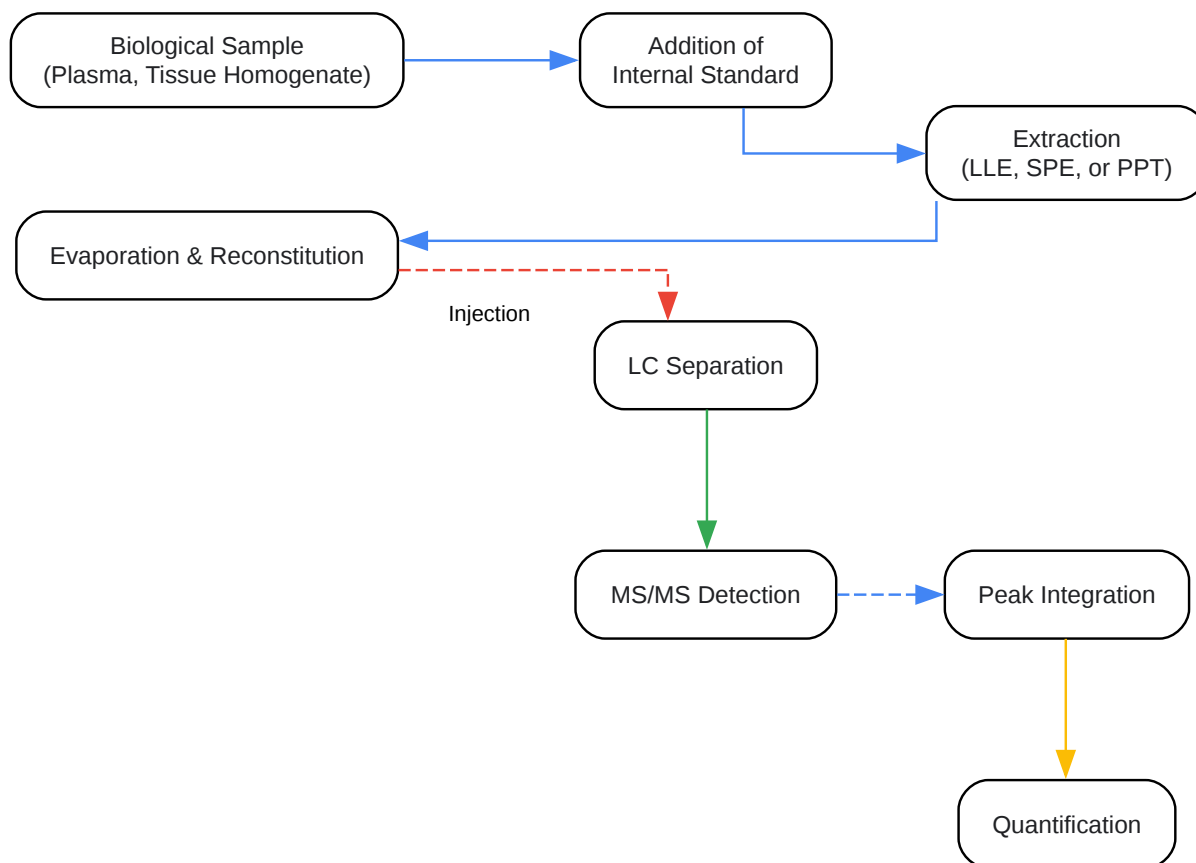 Biological Sample
(Plasma, Tissue Homogenate)
Addition of
Internal Standard
Extraction
(LLE, SPE, or PPT)
Evaporation & Reconstitution
Injection
LC Separation
MS/MS Detection
Peak Integration
Quantification